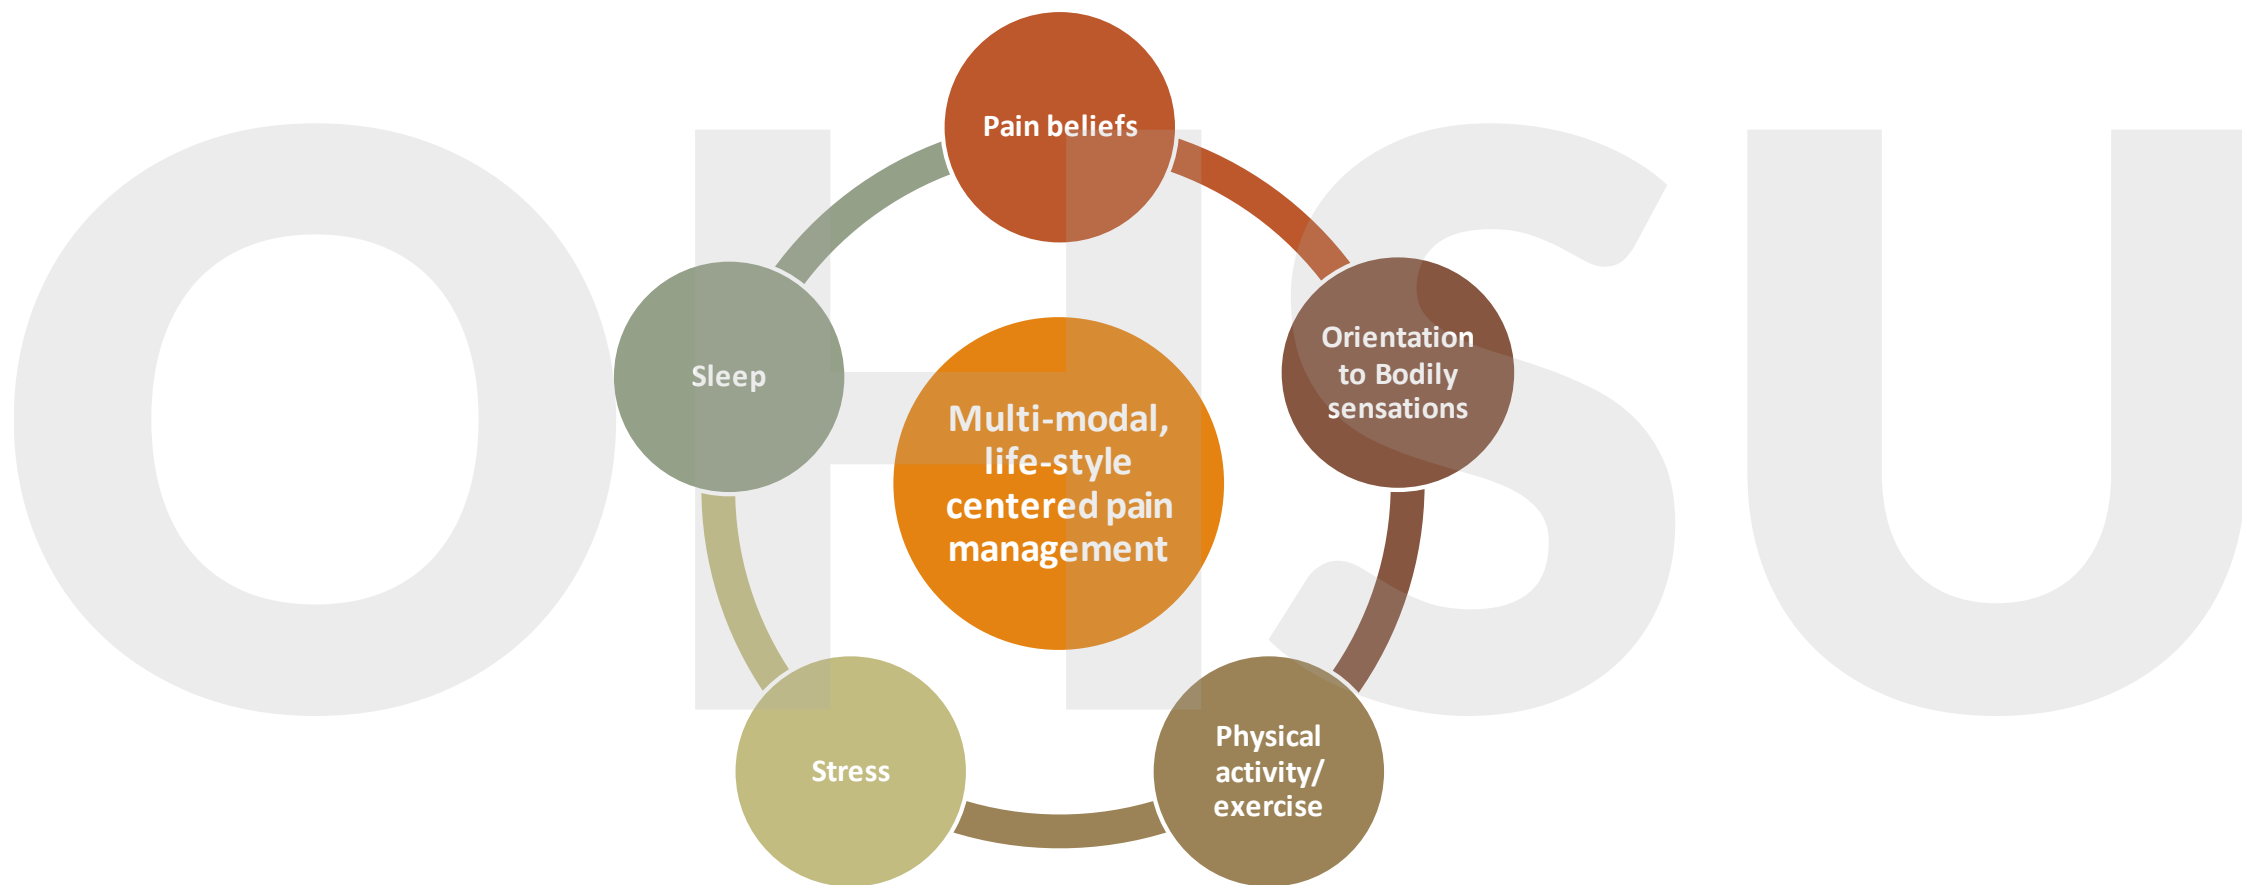 Pain beliefs
Orientation
to Bodily
sensations
Physical
activity/
exercise
Stress
Sleep
Multi-modal,
life-style
centered pain
management
OHSU